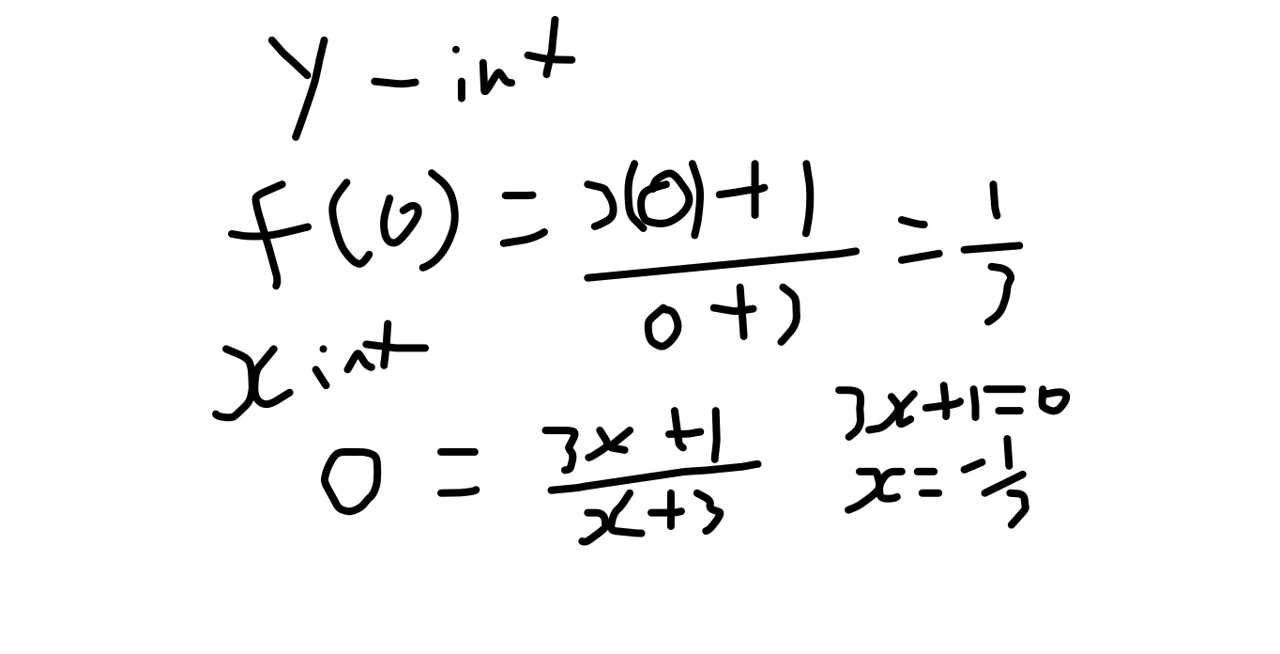 y - int
f(0) = 3(0)+1 / 0+3 = 1/3
x int
0 = 3x+1 / x+3
3x+1=0
x = -1/3